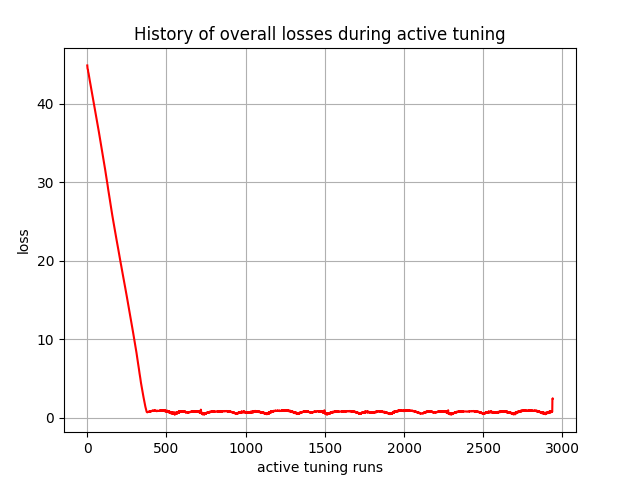 History of overall losses during active tuning
40
30
20
10
0
loss
0 500 1000 1500 2000 2500 3000
active tuning runs